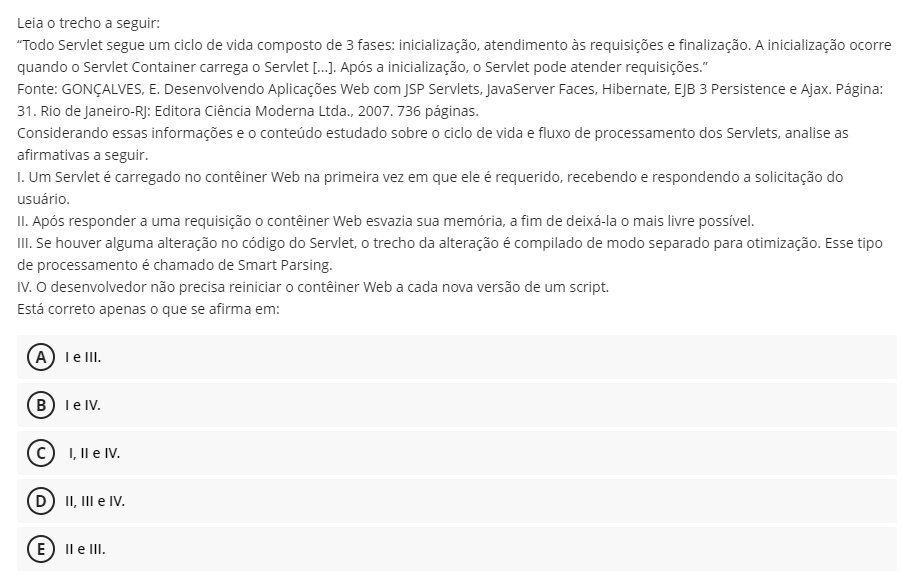 Leia o trecho a seguir:
“Todo Servlet segue um ciclo de vida composto de 3 fases: inicialização, atendimento às requisições e finalização. A inicialização ocorre
quando o Servlet Container carrega o Servlet [...]. Após a inicialização, o Servlet pode atender requisições.”
Fonte: GONÇALVES, E. Desenvolvendo Aplicações Web com JSP Servlets, JavaServer Faces, Hibernate, EJB 3 Persistence e Ajax. Página:
31. Rio de Janeiro-RJ: Editora Ciência Moderna Ltda., 2007. 736 páginas.
Considerando essas informações e o conteúdo estudado sobre o ciclo de vida e fluxo de processamento dos Servlets, analise as
afirmativas a seguir.
I. Um Servlet é carregado no contêiner Web na primeira vez em que ele é requerido, recebendo e respondendo a solicitação do
usuário.
II. Após responder a uma requisição o contêiner Web esvazia sua memória, a fim de deixá-la o mais livre possível.
III. Se houver alguma alteração no código do Servlet, o trecho da alteração é compilado de modo separado para otimização. Esse tipo
de processamento é chamado de Smart Parsing.
IV. O desenvolvedor não precisa reiniciar o contêiner Web a cada nova versão de um script.
Está correto apenas o que se afirma em:
A I e III.
B I e IV.
C I, II e IV.
D II, III e IV.
E II e III.